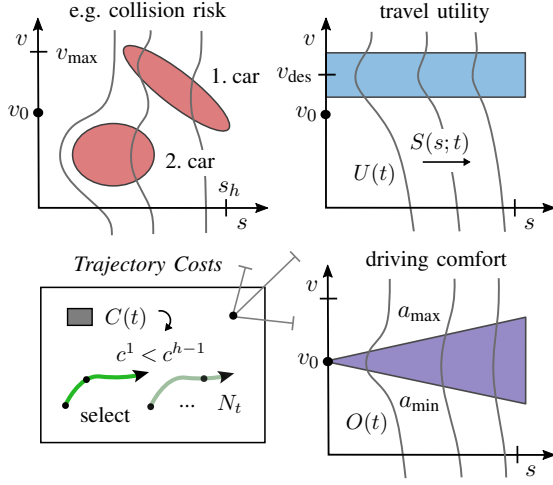 e.g. collision risk
v
v_max
1. car
v_0
2. car
s_h
s
travel utility
v
v_des
v_0
S(s; t)
U(t)
s
Trajectory Costs
C(t)
c^1 < c^{h−1}
select
...
N_t
driving comfort
v
a_max
v_0
a_min
O(t)
s